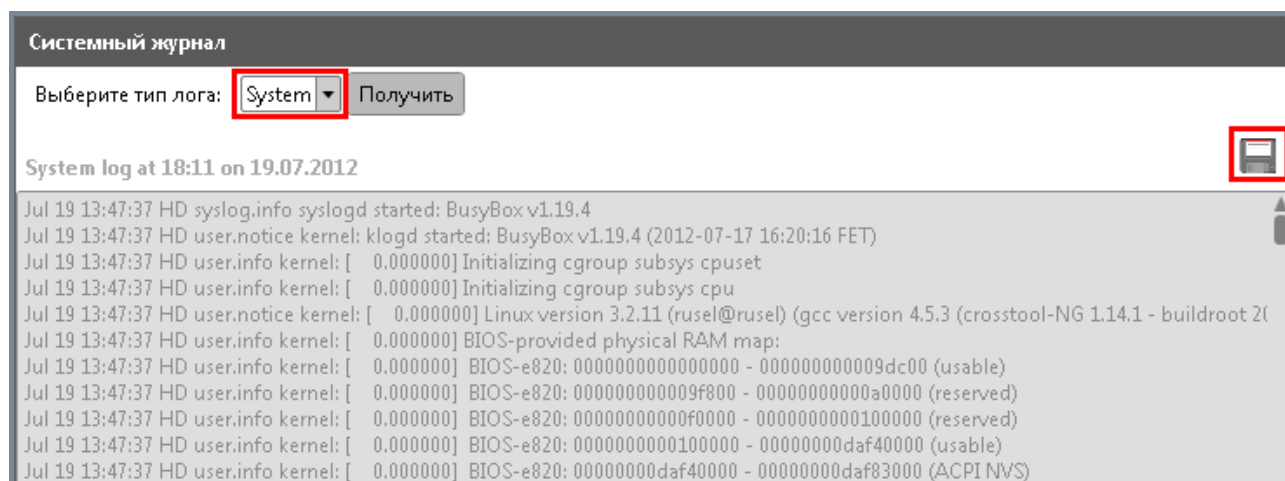 Системный журнал
Выберите тип лога: System Получить
System log at 18:11 on 19.07.2012
Jul 19 13:47:37 HD syslog.info syslogd started: BusyBox v1.19.4
Jul 19 13:47:37 HD user.notice kernel: klogd started: BusyBox v1.19.4 (2012-07-17 16:20:16 FET)
Jul 19 13:47:37 HD user.info kernel: [ 0.000000] Initializing cgroup subsys cpuset
Jul 19 13:47:37 HD user.info kernel: [ 0.000000] Initializing cgroup subsys cpu
Jul 19 13:47:37 HD user.notice kernel: [ 0.000000] Linux version 3.2.11 (rusel@rusel) (gcc version 4.5.3 (crosstool-NG 1.14.1 - buildroot
Jul 19 13:47:37 HD user.info kernel: [ 0.000000] BIOS-provided physical RAM map:
Jul 19 13:47:37 HD user.info kernel: [ 0.000000] BIOS-e820: 0000000000000000 - 000000000009dc00 (usable)
Jul 19 13:47:37 HD user.info kernel: [ 0.000000] BIOS-e820: 000000000009f800 - 00000000000a0000 (reserved)
Jul 19 13:47:37 HD user.info kernel: [ 0.000000] BIOS-e820: 00000000000f0000 - 0000000000100000 (reserved)
Jul 19 13:47:37 HD user.info kernel: [ 0.000000] BIOS-e820: 0000000000100000 - 00000000daf40000 (usable)
Jul 19 13:47:37 HD user.info kernel: [ 0.000000] BIOS-e820: 00000000daf40000 - 00000000daf83000 (ACPI NVS)